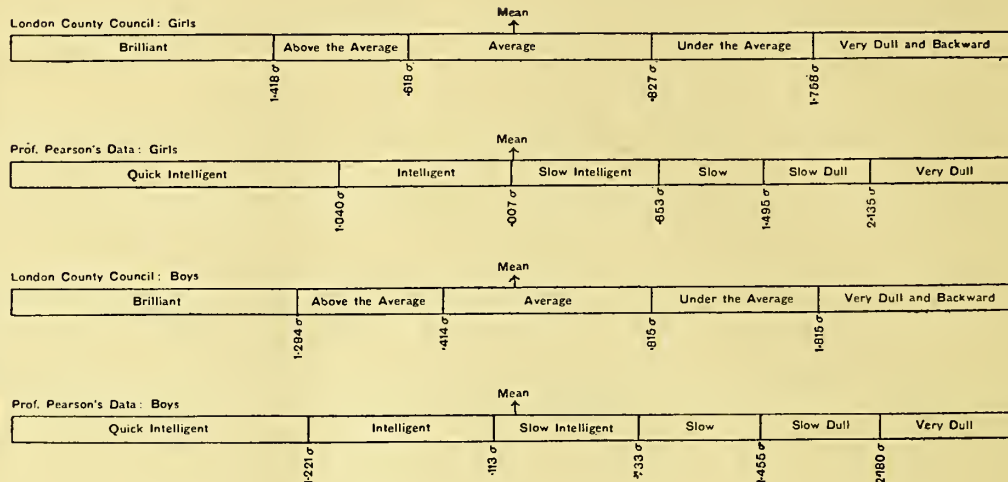 Mean
London County Council: Girls
Brilliant Above the Average Average Under the Average Very Dull and Backward
1·418 σ ·618 σ ·827 σ 1·758 σ
Mean
Prof. Pearson's Data: Girls
Quick Intelligent Intelligent Slow Intelligent Slow Slow Dull Very Dull
1·040 σ ·007 σ ·853 σ 1·495 σ 2·135 σ
Mean
London County Council: Boys
Brilliant Above the Average Average Under the Average Very Dull and Backward
1·294 σ ·414 σ ·815 σ 1·815 σ
Mean
Prof. Pearson's Data: Boys
Quick Intelligent Intelligent Slow Intelligent Slow Slow Dull Very Dull
1·221 σ ·113 σ 1·455 σ 2·180 σ